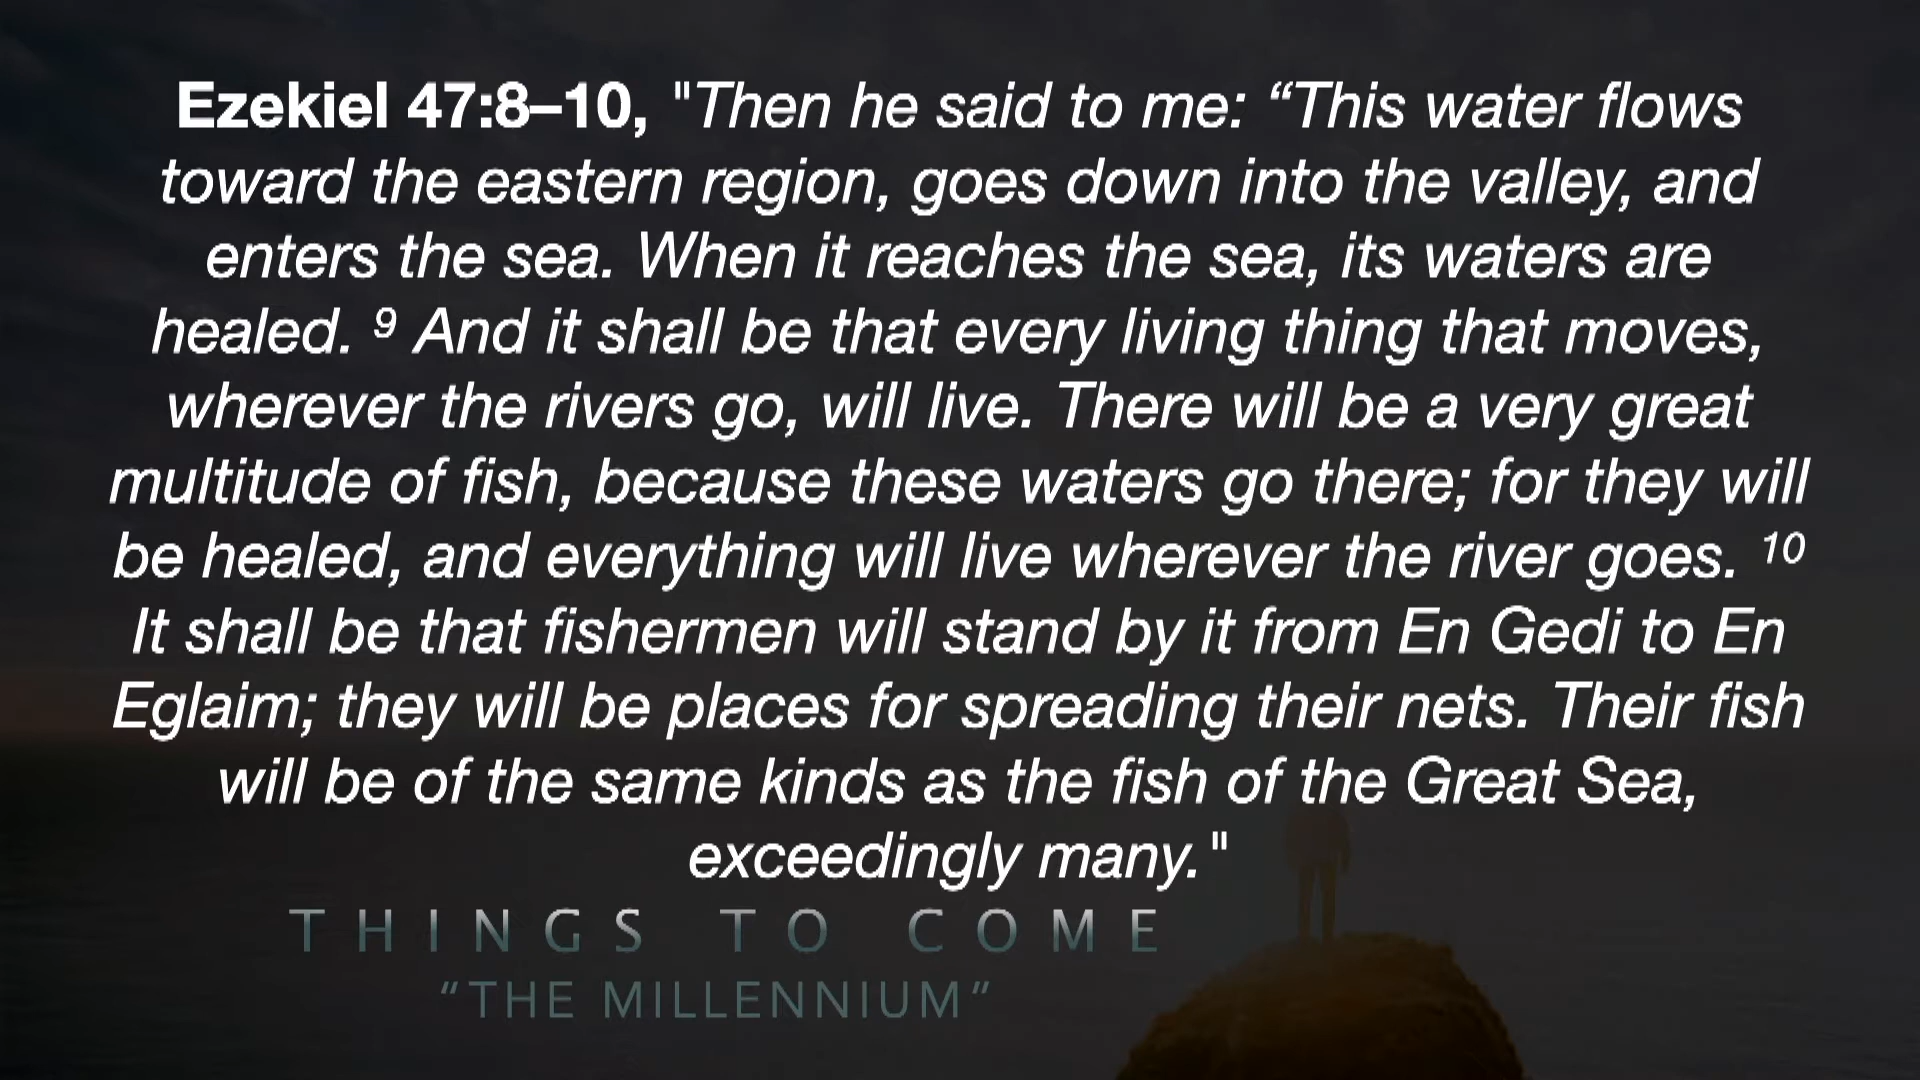 Ezekiel 47:8–10, "Then he said to me: “This water flows
toward the eastern region, goes down into the valley, and
enters the sea. When it reaches the sea, its waters are
healed. ⁹ And it shall be that every living thing that moves,
wherever the rivers go, will live. There will be a very great
multitude of fish, because these waters go there; for they will
be healed, and everything will live wherever the river goes. ¹⁰
It shall be that fishermen will stand by it from En Gedi to En
Eglaim; they will be places for spreading their nets. Their fish
will be of the same kinds as the fish of the Great Sea,
exceedingly many."
THINGS TO COME
“THE MILLENNIUM”